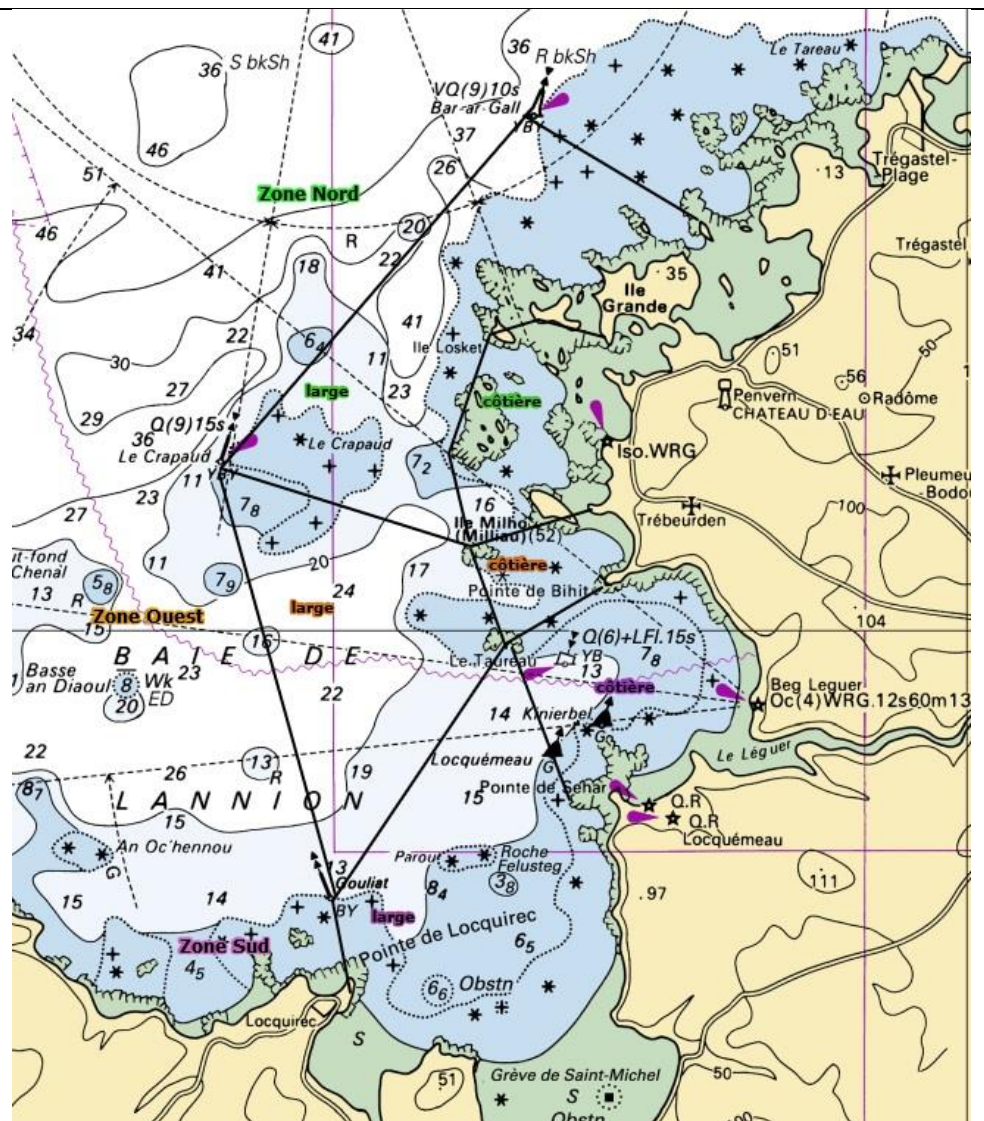 41
36
S bkSh
36
R bkSh
Le Tareau
VQ(9)10s
Bar-ar-Gall
YB
46
37
Trégastel-
Plage
13
51
26
Zone Nord
46
20
R
Trégastel
22
35
Ile
Grande
41
18
34
22
41
64
Ile Losket
11
30
51
50
27
23
large
côtière
56
Radôme
29
Penvern
CHATEAU D'EAU
Q(9)15s
36
Le Crapaud
Le Crapaud
YBY
Iso.WRG
11
72
23
78
16
Pleumeu
Bodou
100
27
Ile Milho
(Milliau)(52)
Trébeurden
20
ut-fond
Chenal
11
17
côtière
13
R
58
79
24
Pointe de Bihit
large
Zone Ouest
15
104
16
Q(6)+LFl.15s
YB
78
B A I E D E
Le Taureau
13
Basse
an Diaoul
8
Wk
ED
23
20
22
côtière
Beg Leguer
Oc(4)WRG.12s60m13
14
Kinierbel
G
22
13
R
Locquémeau
G
Le Léguer
26
19
87
L A N N I O N
15
Pointe de Séhar
15
Q.R
Q.R
Locquémeau
An Oc'hennou
G
13
Gouliat
BY
Parou
Roche
Felusteg
38
84
111
15
14
97
large
Zone Sud
Pointe de Locquirec
65
45
66
Obstn
Locquirec
S
Grève de Saint-Michel
50
51
S
Obstn